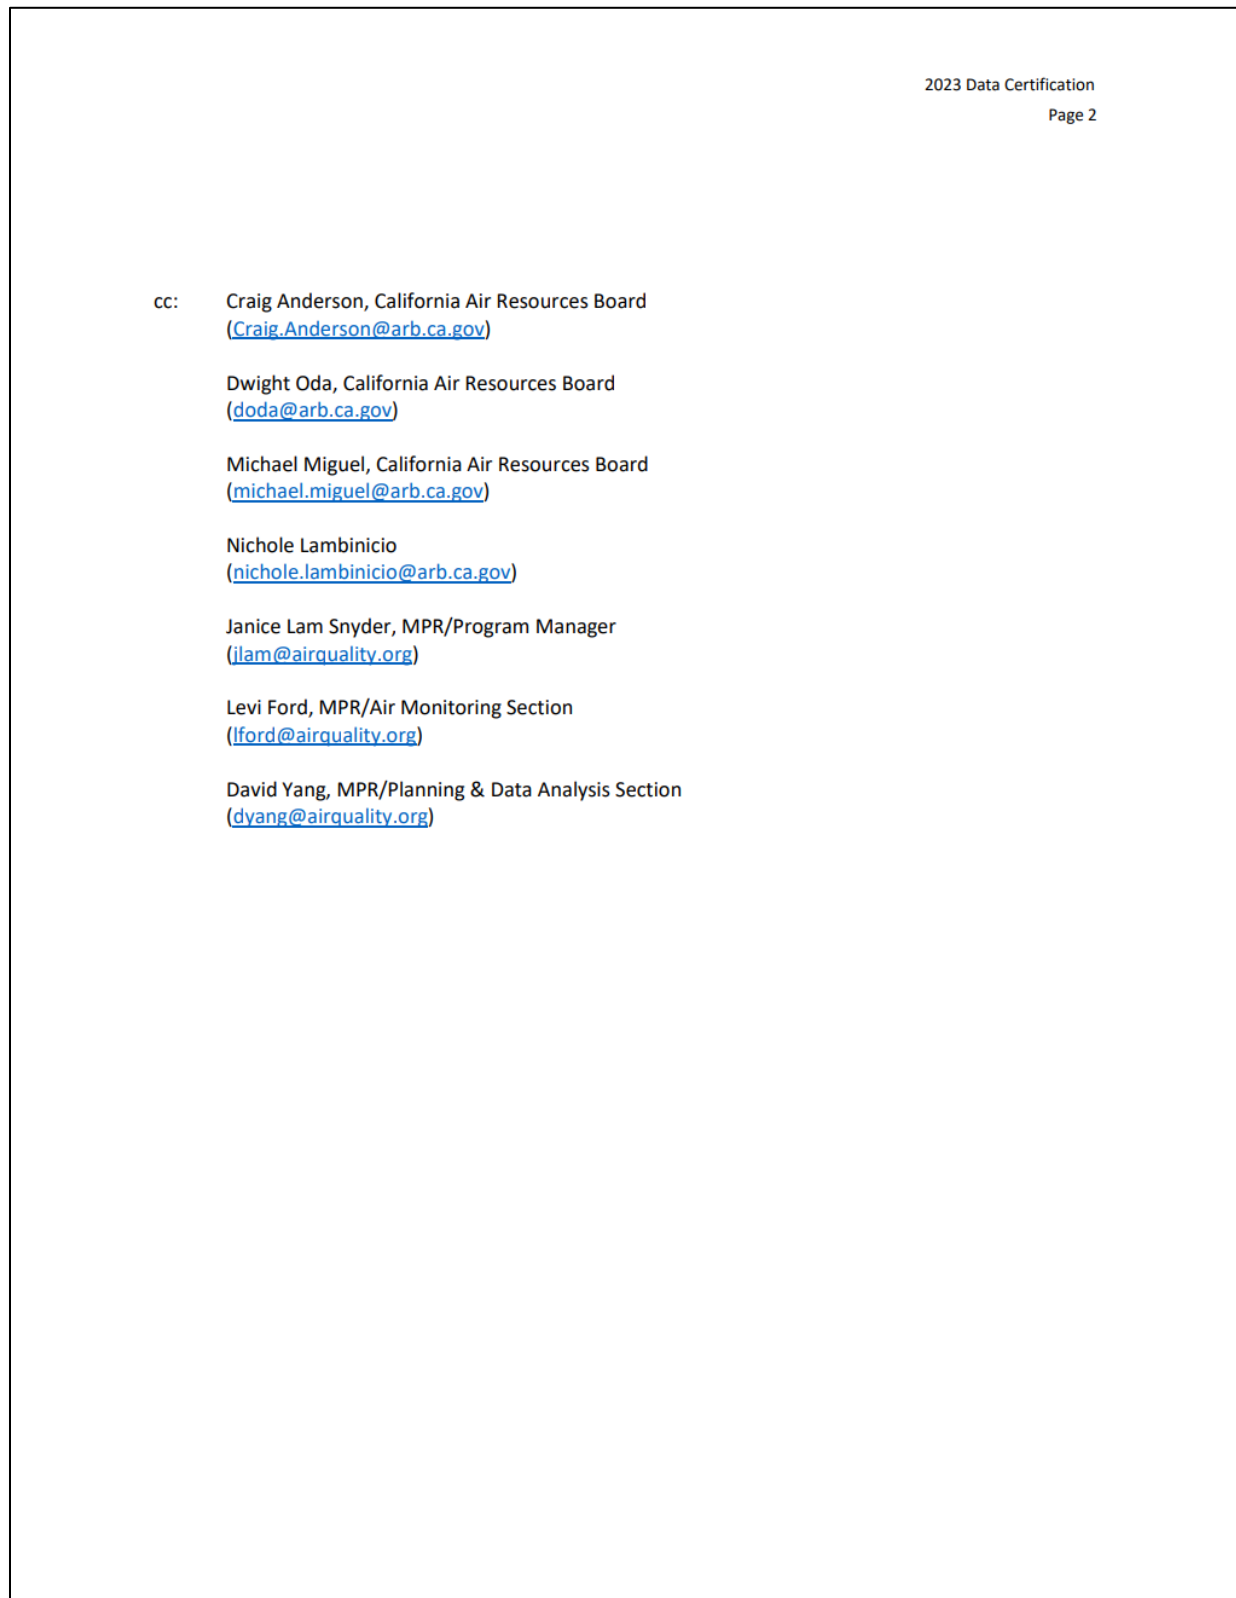 2023 Data Certification
Page 2
cc: Craig Anderson, California Air Resources Board
(Craig.Anderson@arb.ca.gov)
Dwight Oda, California Air Resources Board
(doda@arb.ca.gov)
Michael Miguel, California Air Resources Board
(michael.miguel@arb.ca.gov)
Nichole Lambinicio
(nichole.lambinicio@arb.ca.gov)
Janice Lam Snyder, MPR/Program Manager
(jlam@airquality.org)
Levi Ford, MPR/Air Monitoring Section
(lford@airquality.org)
David Yang, MPR/Planning & Data Analysis Section
(dyang@airquality.org)